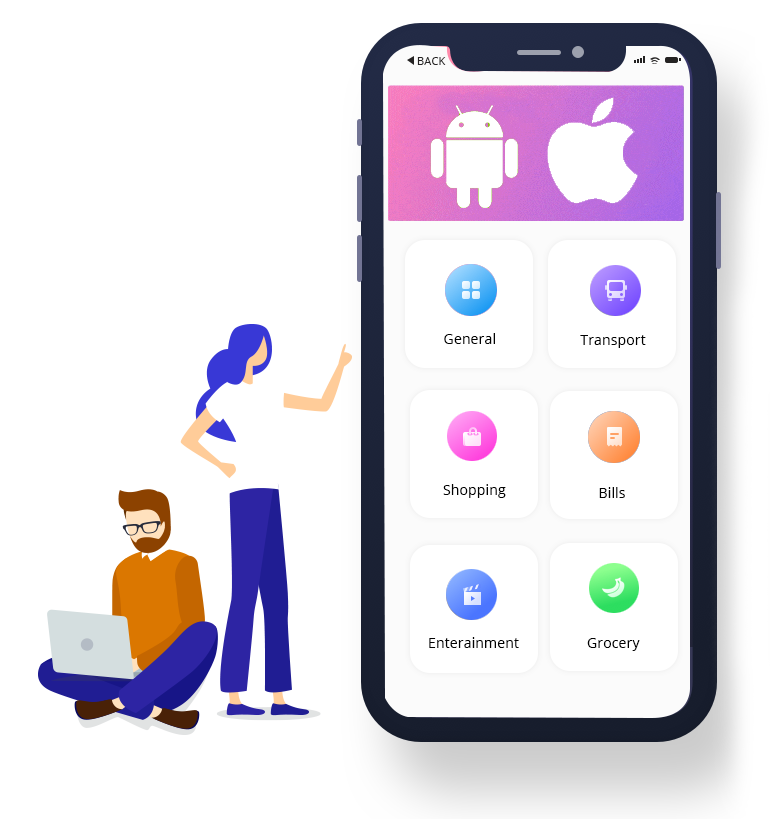 BACK
General
Transport
Shopping
Bills
Enterainment
Grocery